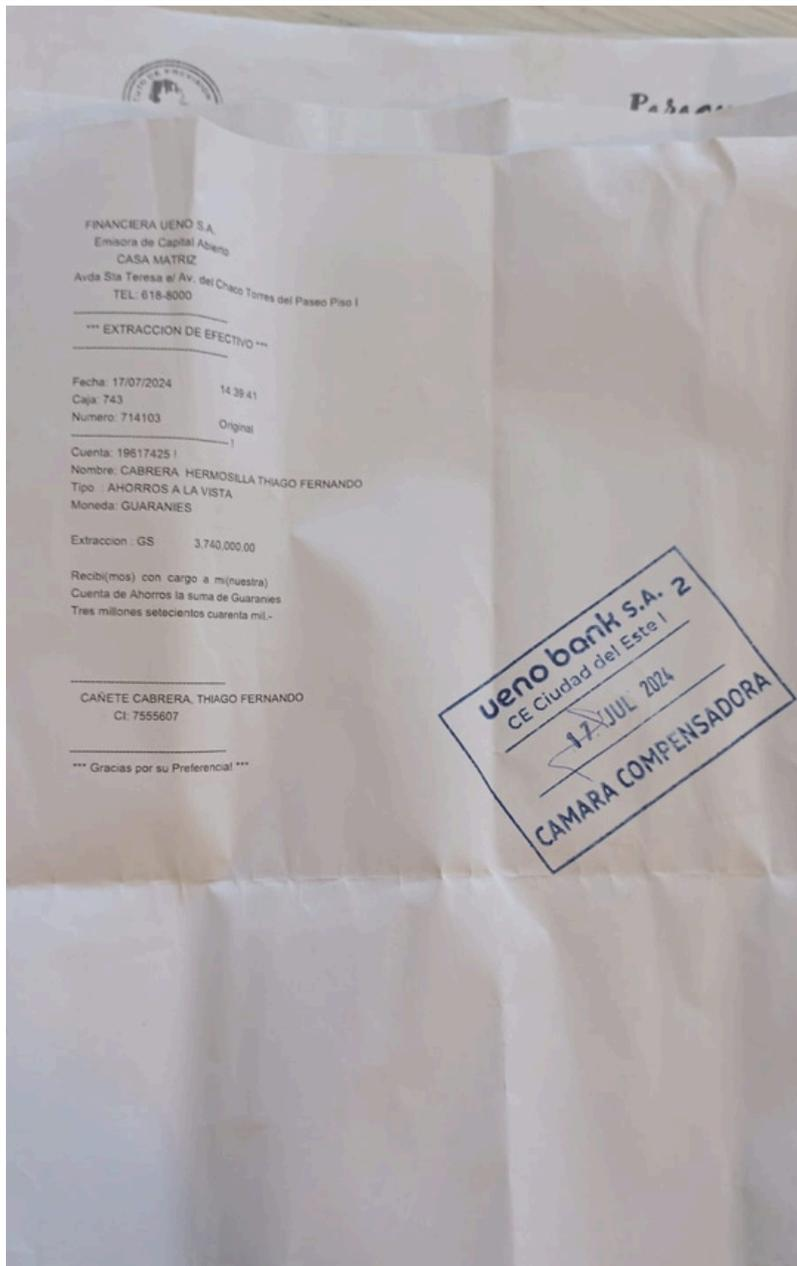 FINANCIERA UENO S.A.
Emisora de Capital Abierto
CASA MATRIZ
Avda Sta Teresa e/ Av. del Chaco Torres del Paseo Piso I
TEL: 618-8000
*** EXTRACCION DE EFECTIVO ***
Fecha: 17/07/2024 14:39:41
Caja: 743
Numero: 714103 Original
Cuenta: 19617425 !
Nombre: CABRERA HERMOSILLA THIAGO FERNANDO
Tipo : AHORROS A LA VISTA
Moneda: GUARANIES
Extraccion : GS 3.740.000.00
Recibi(mos) con cargo a mi(nuestra)
Cuenta de Ahorros la suma de Guaranies
Tres millones setecientos cuarenta mil.-
CAÑETE CABRERA, THIAGO FERNANDO
CI: 7555607
*** Gracias por su Preferencia! ***
ueno bank S.A. 2
CE Ciudad del Este I
17 JUL 2024
CAMARA COMPENSADORA